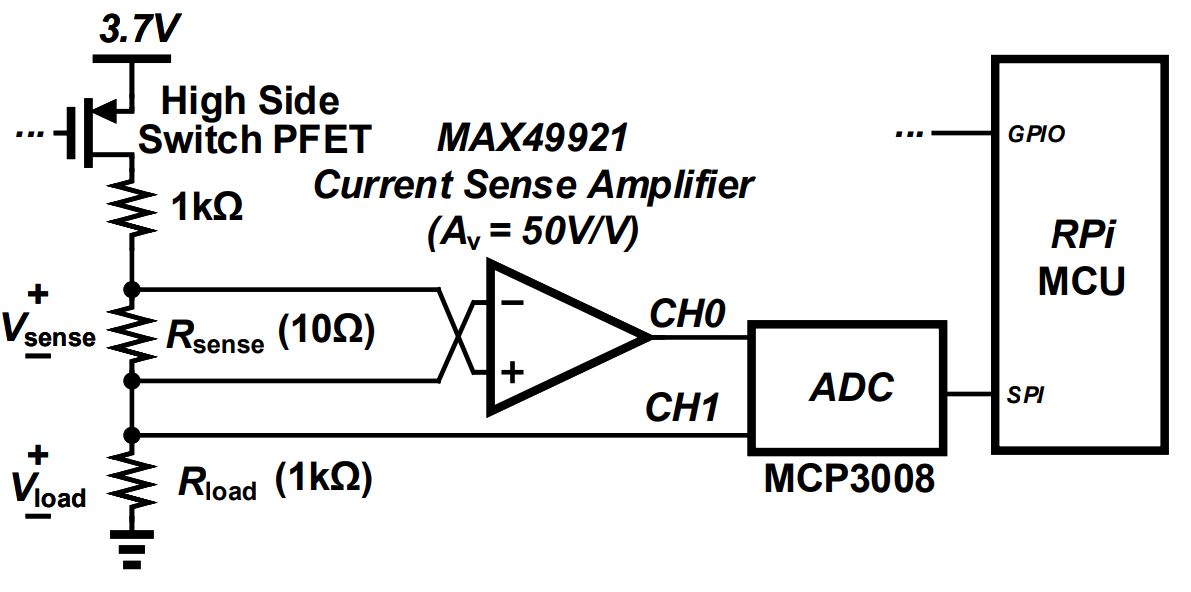 3.7V
High Side
Switch PFET
...
1kΩ
MAX49921
Current Sense Amplifier
(Av = 50V/V)
...
GPIO
RPi
MCU
+
Vsense
−
Rsense (10Ω)
−
+
CH0
CH1
ADC
MCP3008
SPI
+
Vload
−
Rload (1kΩ)